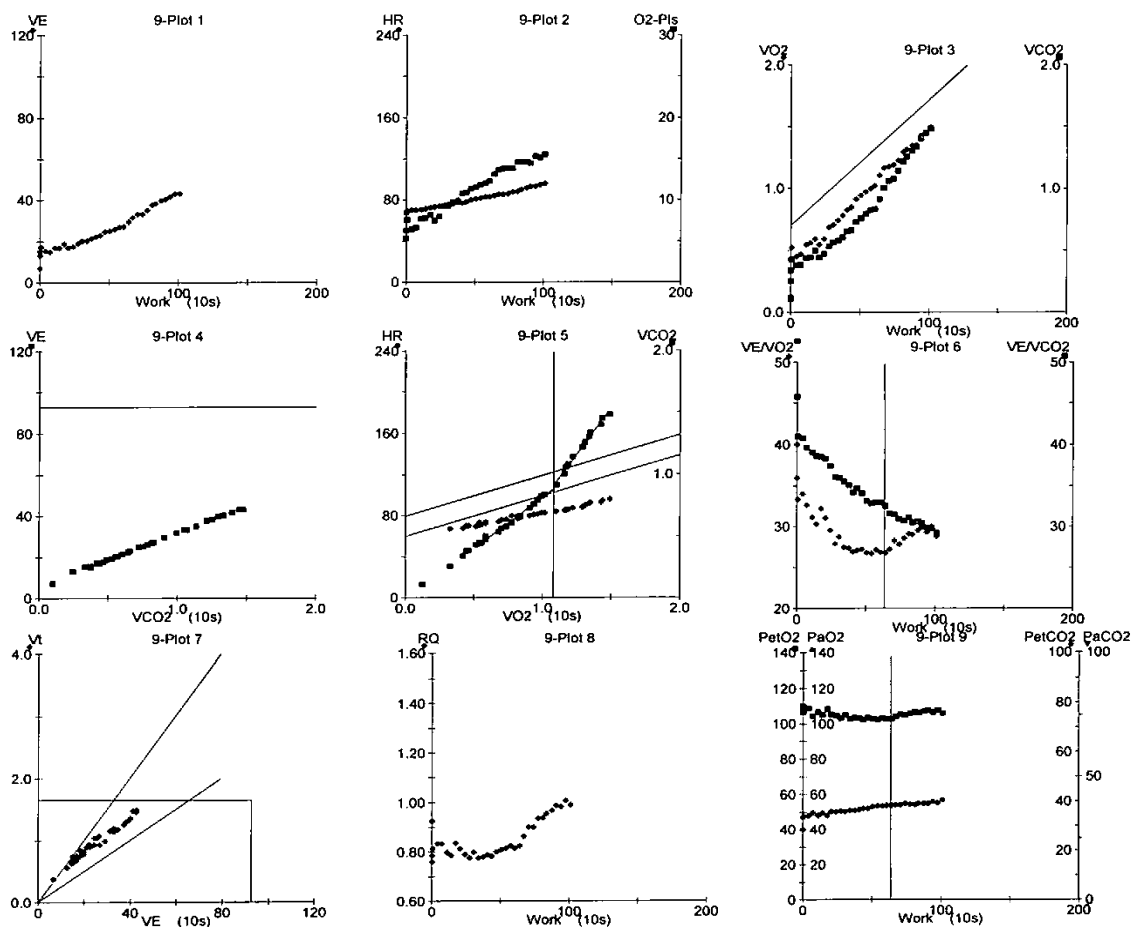 VE 9-Plot 1
120
80
40
0
0 100 200
Work (10s)
HR 9-Plot 2 O2-Pls
240 30
160 20
80 10
0 0
0 100 200
Work (10s)
VO2 9-Plot 3 VCO2
2.0 2.0
1.0 1.0
0.0
0 100 200
Work (10s)
VE 9-Plot 4
120
80
40
0
0.0 1.0 2.0
VCO2 (10s)
HR 9-Plot 5 VCO2
240 2.0
160
1.0
80
0
0.0 1.0 2.0
VO2 (10s)
VE/VO2 9-Plot 6 VE/VCO2
50 50
40 40
30 30
20
0 100 200
Work (10s)
Vt 9-Plot 7
4.0
2.0
0.0
0 40 80 120
VE (10s)
RQ 9-Plot 8
1.60
1.40
1.20
1.00
0.80
0.60
0 100 200
Work (10s)
PetO2 PaO2 9-Plot 9 PetCO2 PaCO2
140 140 100 100
120 120 80
100 100
80 80 60 50
60 60 40
40 40
20 20 20
0 0 0 0
0 100 200
Work (10s)